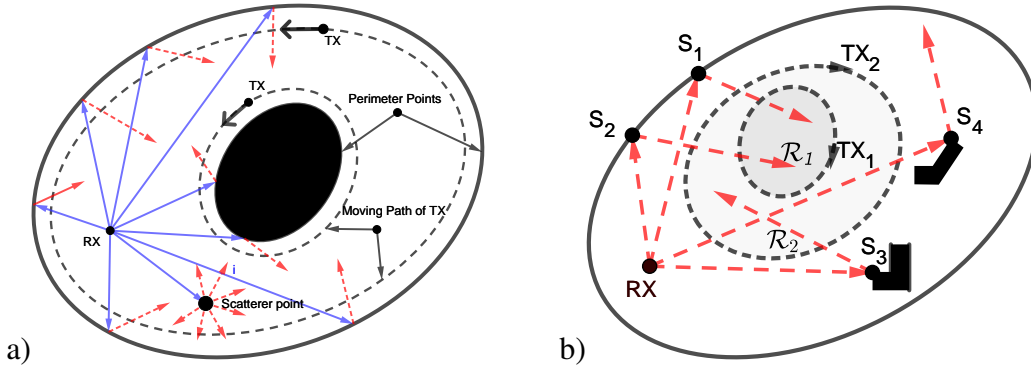 TX
TX
Perimeter Points
Moving Path of TX
RX
i
Scatterer point
a)
S1
TX2
S2
S4
R1
TX1
R2
S3
RX
b)